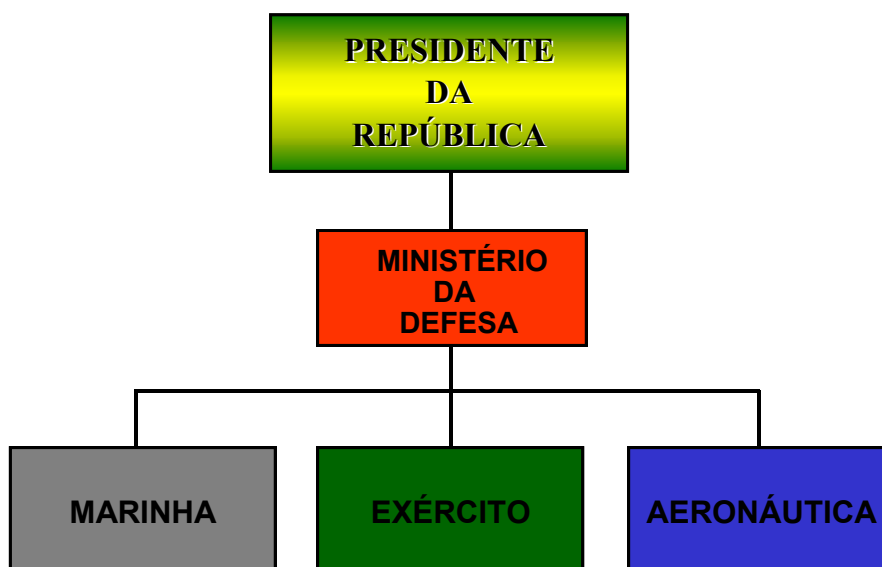 PRESIDENTE
DA
REPÚBLICA
MINISTÉRIO
DA
DEFESA
MARINHA
EXÉRCITO
AERONÁUTICA